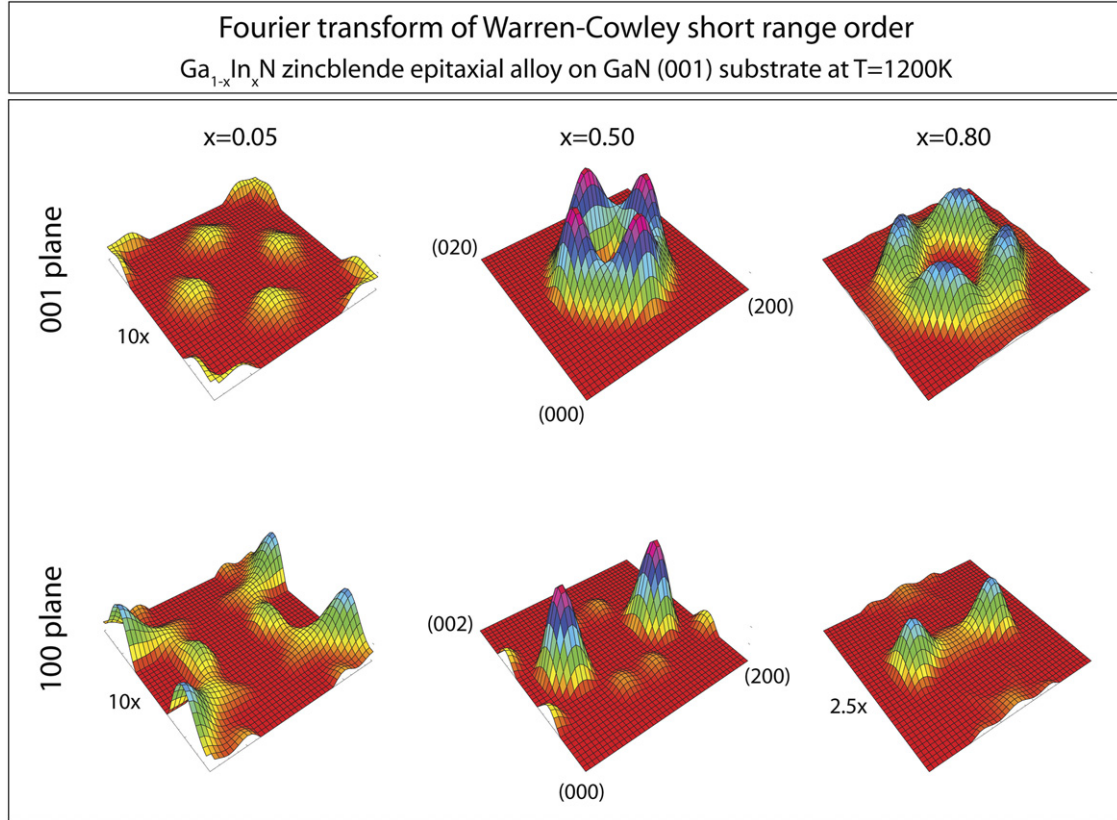 Fourier transform of Warren-Cowley short range order
Ga₁₋ₓInₓN zincblende epitaxial alloy on GaN (001) substrate at T=1200K
x=0.05
x=0.50
x=0.80
001 plane
10x
(020)
(200)
(000)
100 plane
10x
(002)
(200)
(000)
2.5x